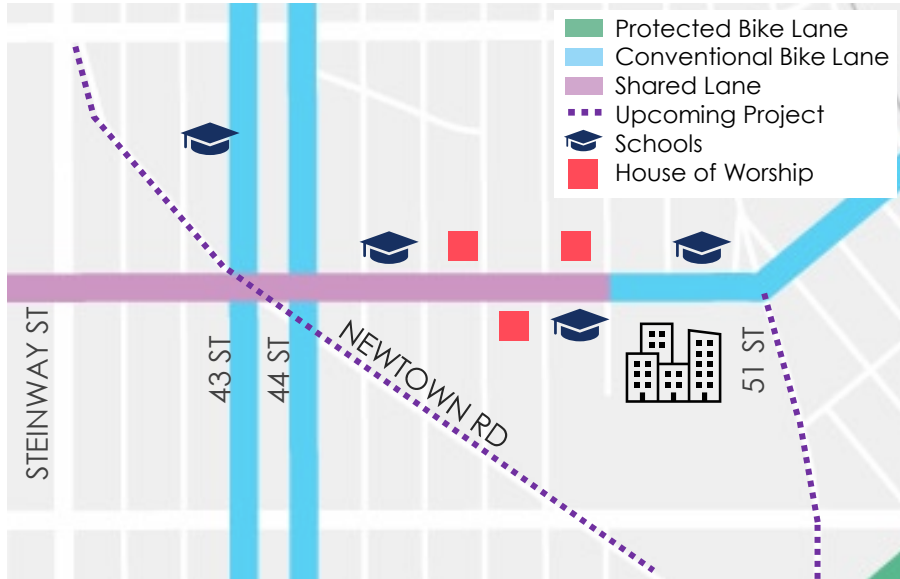 Protected Bike Lane
Conventional Bike Lane
Shared Lane
Upcoming Project
Schools
House of Worship
STEINWAY ST
43 ST
44 ST
NEWTOWN RD
51 ST